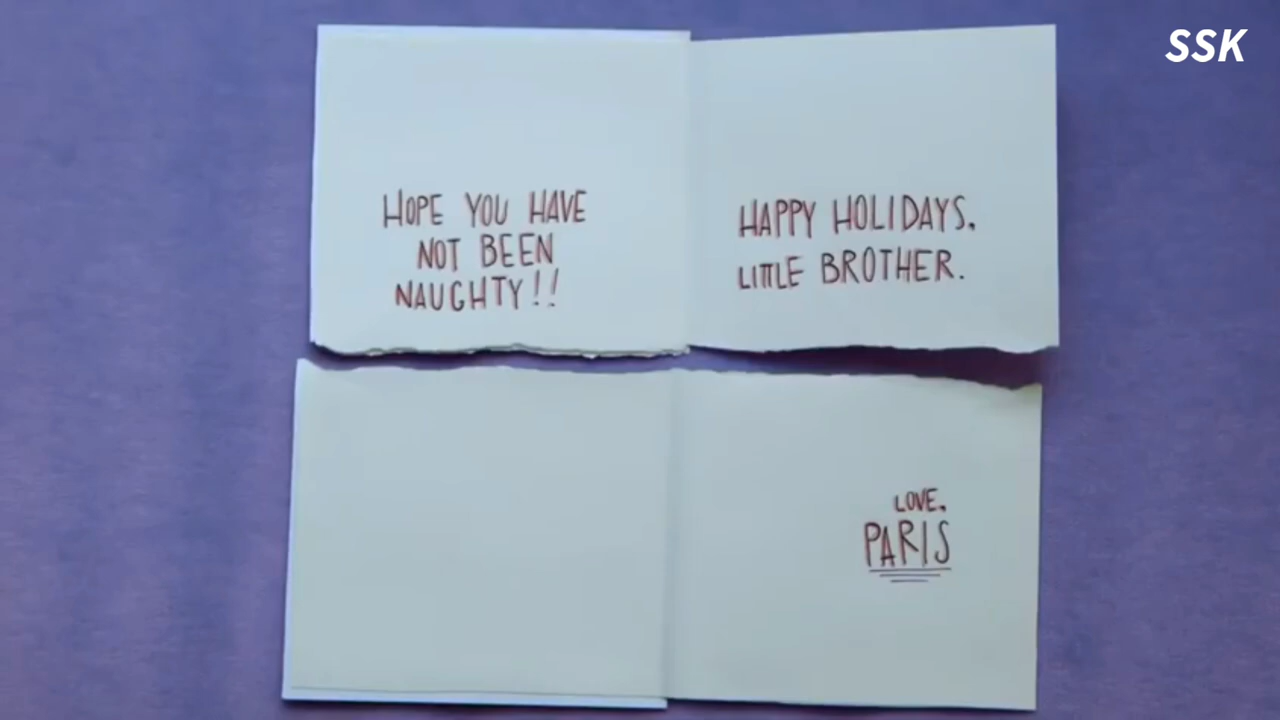 SSK
HOPE YOU HAVE
NOT BEEN
NAUGHTY!!
HAPPY HOLIDAYS,
LITTLE BROTHER.
LOVE,
PARIS